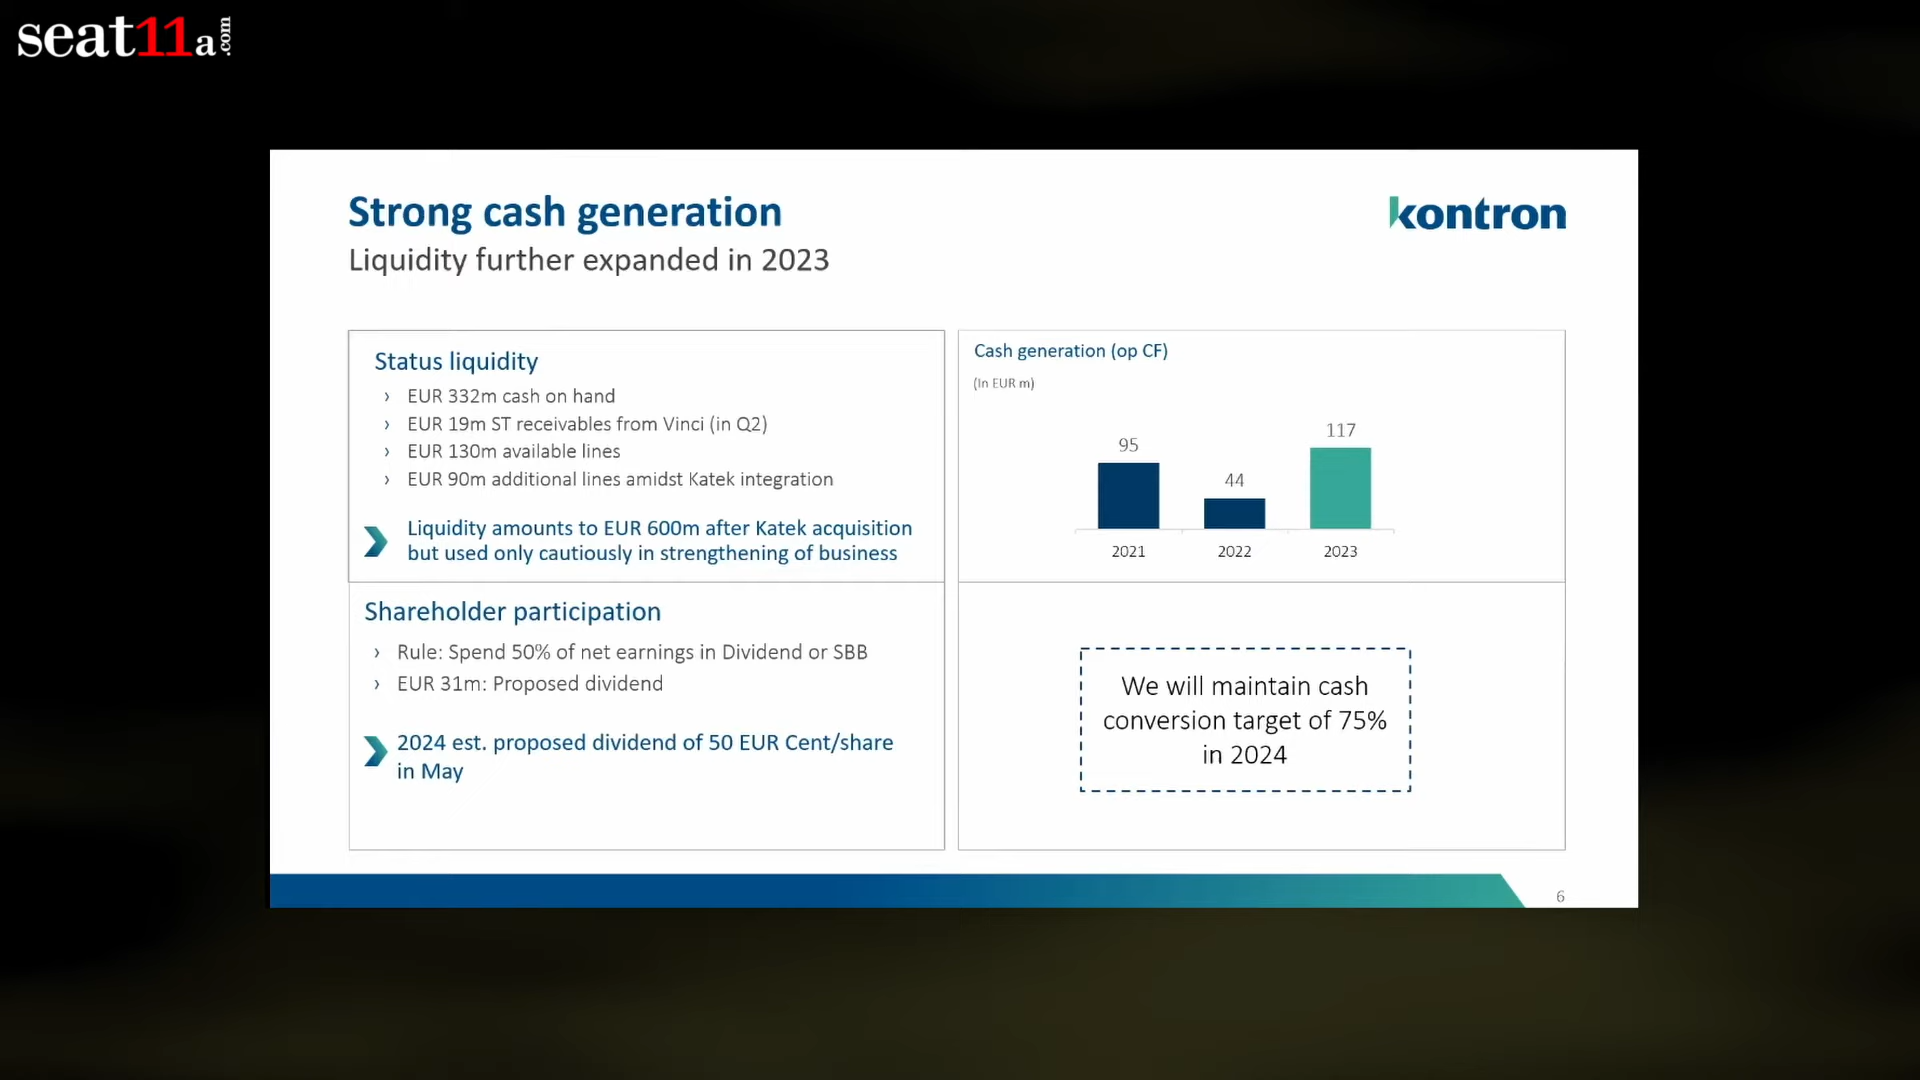 seat11a.com
Strong cash generation
kontron
Liquidity further expanded in 2023
Status liquidity
› EUR 332m cash on hand
› EUR 19m ST receivables from Vinci (in Q2)
› EUR 130m available lines
› EUR 90m additional lines amidst Katek integration
Liquidity amounts to EUR 600m after Katek acquisition
but used only cautiously in strengthening of business
Cash generation (op CF)
(In EUR m)
95
44
117
2021
2022
2023
Shareholder participation
› Rule: Spend 50% of net earnings in Dividend or SBB
› EUR 31m: Proposed dividend
2024 est. proposed dividend of 50 EUR Cent/share
in May
We will maintain cash
conversion target of 75%
in 2024
6